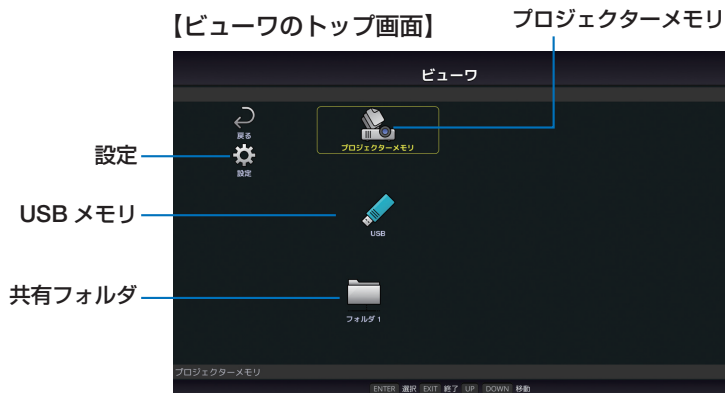 【ビューワのトップ画面】
プロジェクターメモリ
ビューワ
戻る
プロジェクターメモリ
設定
設定
USB メモリ
USB
共有フォルダ
フォルダ 1
プロジェクターメモリ
ENTER 選択 EXIT 終了 UP DOWN 移動